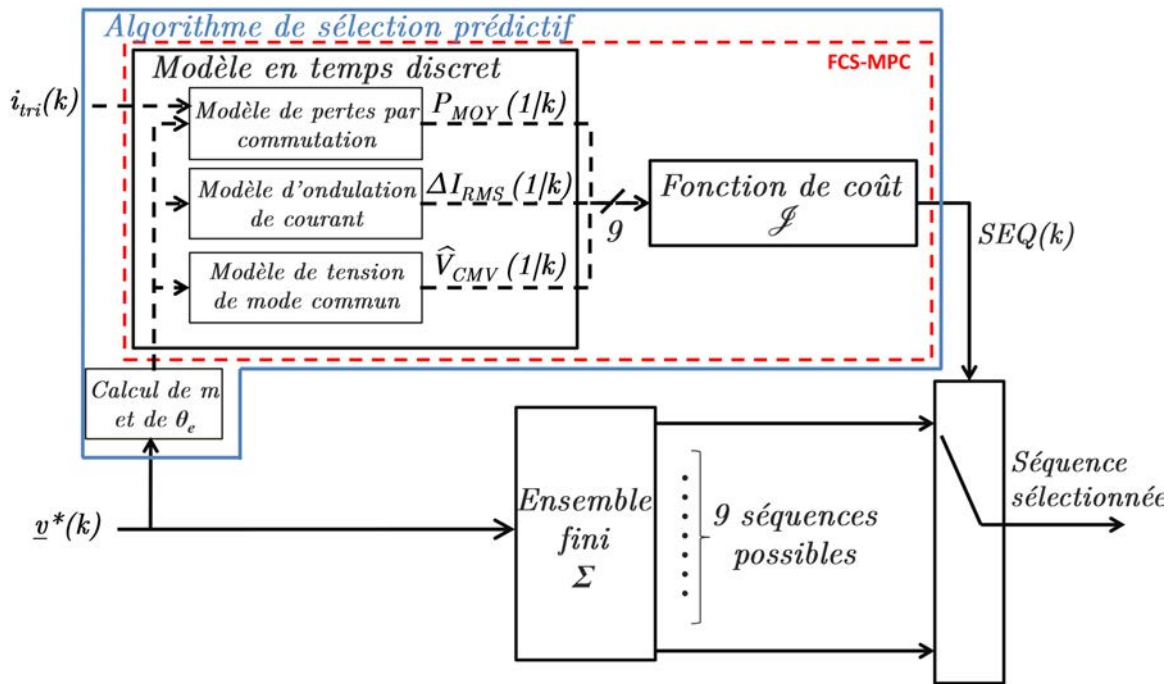 Algorithme de sélection prédictif
FCS-MPC
Modèle en temps discret
i_tri(k)
Modèle de pertes par
commutation
P_MOY (1/k)
Modèle d'ondulation
de courant
ΔI_RMS (1/k)
Modèle de tension
de mode commun
V̂_CMV (1/k)
9
Fonction de coût
𝒥
SEQ(k)
Calcul de m
et de θ_e
v*(k)
Ensemble
fini
Σ
9 séquences
possibles
Séquence
sélectionnée